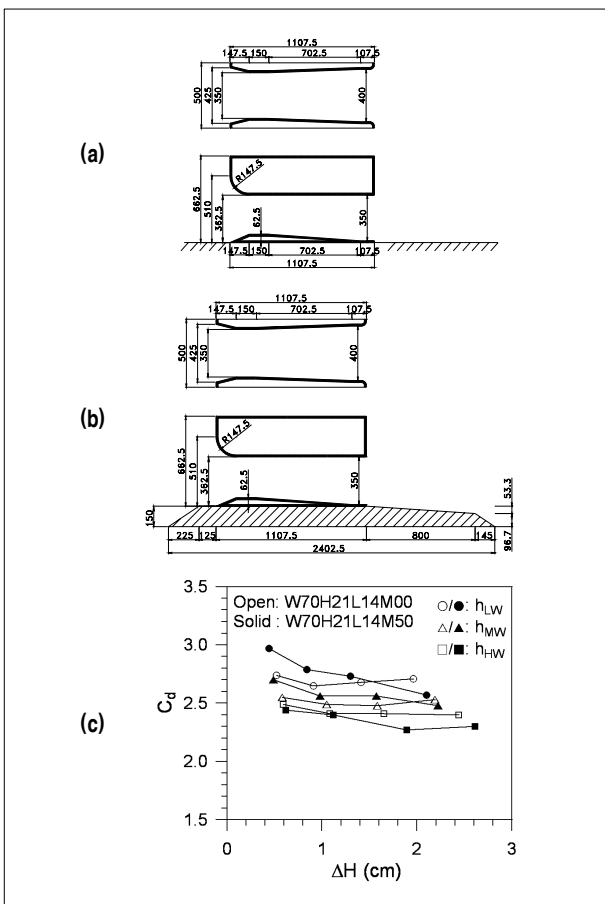 1107.5
147.5 150 702.5 107.5
500
425
350
400
(a)
662.5
510
362.5
R147.5
62.5
350
147.5 150 702.5 107.5
1107.5
1107.5
147.5 150 702.5 107.5
500
425
350
400
(b)
662.5
510
362.5
R147.5
62.5
350
150
53.3
96.7
225 125 1107.5 800 145
2402.5
(c)
3.5
3.0
2.5
2.0
1.5
Cd
Open: W70H21L14M00
Solid : W70H21L14M50
○/●: hLW
△/▲: hMW
□/■: hHW
0 1 2 3
ΔH (cm)